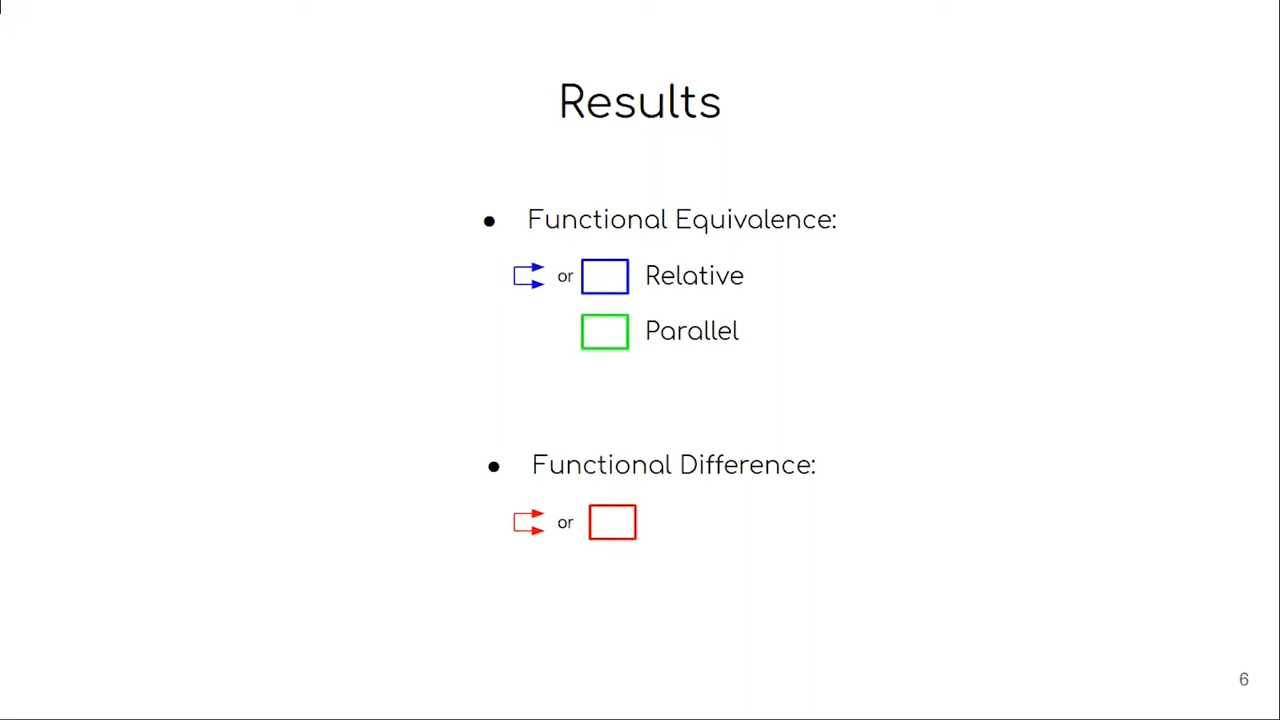 Results
● Functional Equivalence:
or Relative
Parallel
● Functional Difference:
or
6